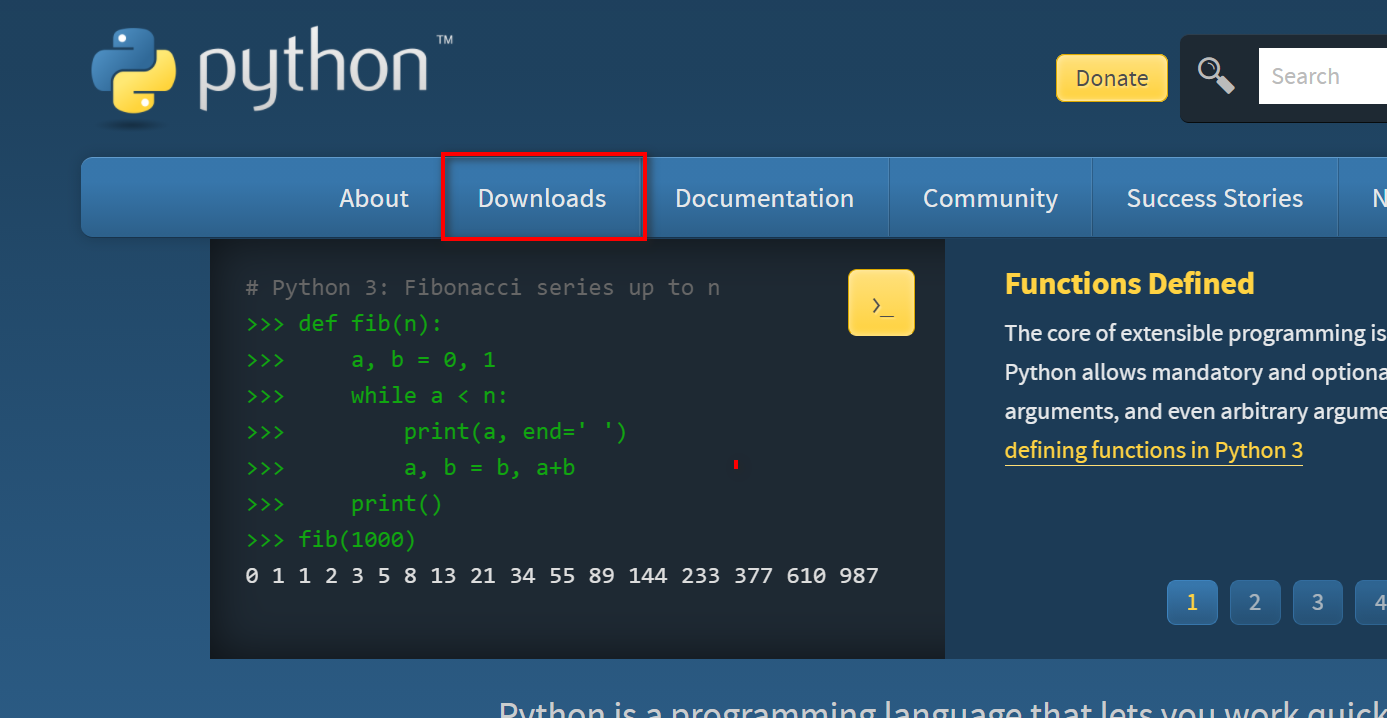 python™
Donate
Search
About Downloads Documentation Community Success Stories N
# Python 3: Fibonacci series up to n
>>> def fib(n):
>>>     a, b = 0, 1
>>>     while a < n:
>>>         print(a, end=' ')
>>>         a, b = b, a+b
>>>     print()
>>> fib(1000)
0 1 1 2 3 5 8 13 21 34 55 89 144 233 377 610 987
>_
Functions Defined
The core of extensible programming is
Python allows mandatory and optiona
arguments, and even arbitrary argume
defining functions in Python 3
1 2 3 4
Python is a programming language that lets you work quick